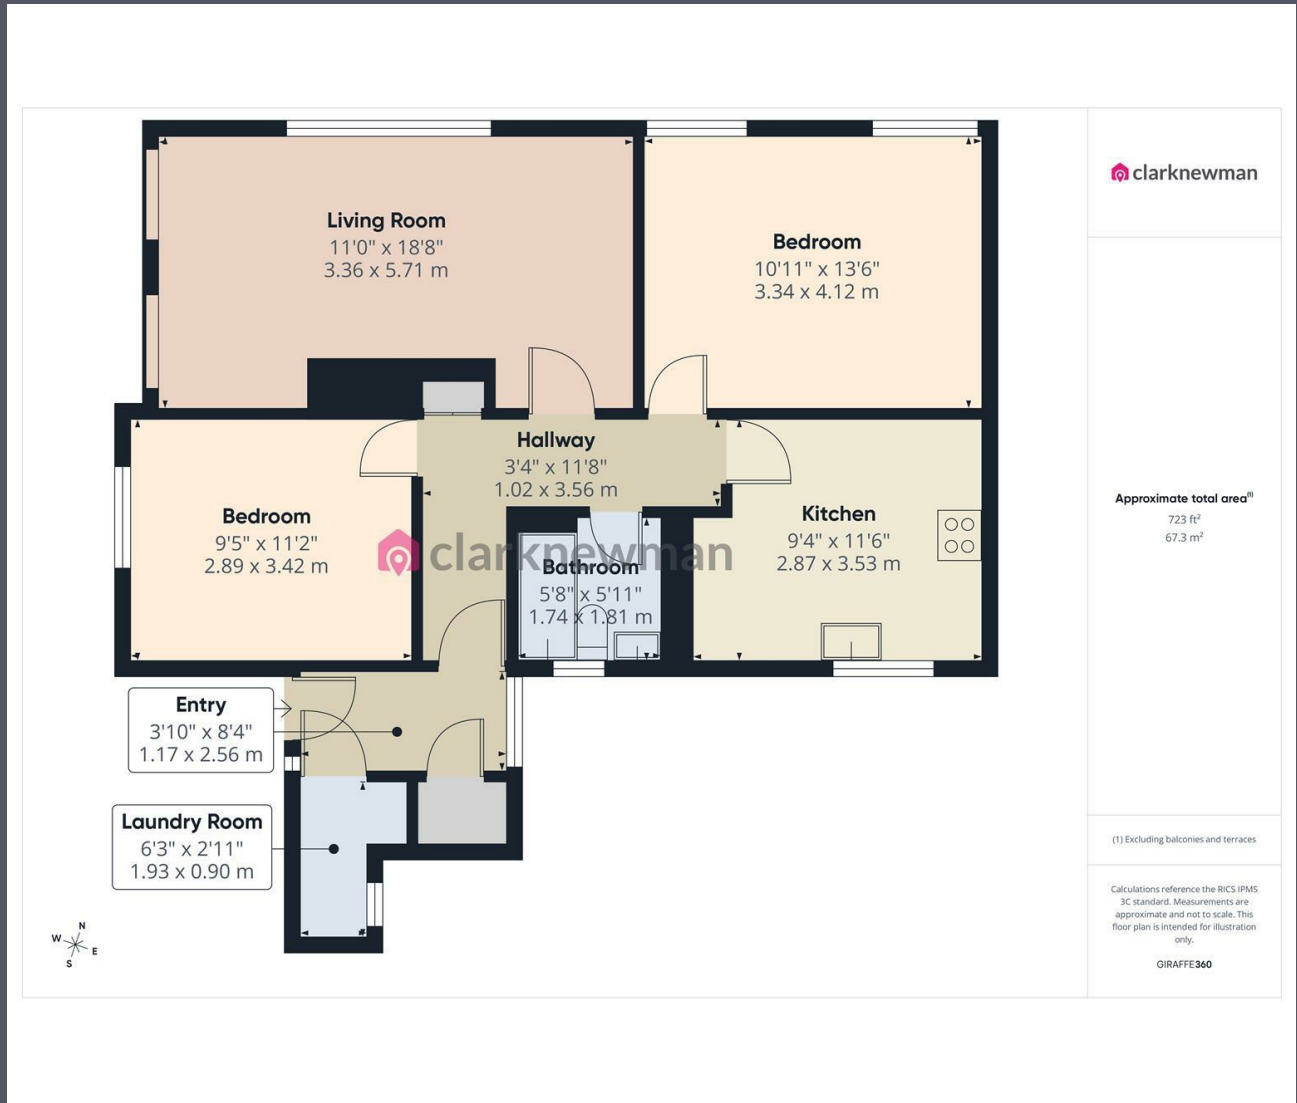 clarknewman
Living Room
11'0" x 18'8"
3.36 x 5.71 m
Bedroom
10'11" x 13'6"
3.34 x 4.12 m
Hallway
3'4" x 11'8"
1.02 x 3.56 m
Bedroom
9'5" x 11'2"
2.89 x 3.42 m
clarknewman
Bathroom
5'8" x 5'11"
1.74 x 1.81 m
Kitchen
9'4" x 11'6"
2.87 x 3.53 m
Entry
3'10" x 8'4"
1.17 x 2.56 m
Laundry Room
6'3" x 2'11"
1.93 x 0.90 m
N
W
E
S
Approximate total area(1)
723 ft²
67.3 m²
(1) Excluding balconies and terraces
Calculations reference the RICS IPMS
3C standard. Measurements are
approximate and not to scale. This
floor plan is intended for illustration
only.
GIRAFFE360